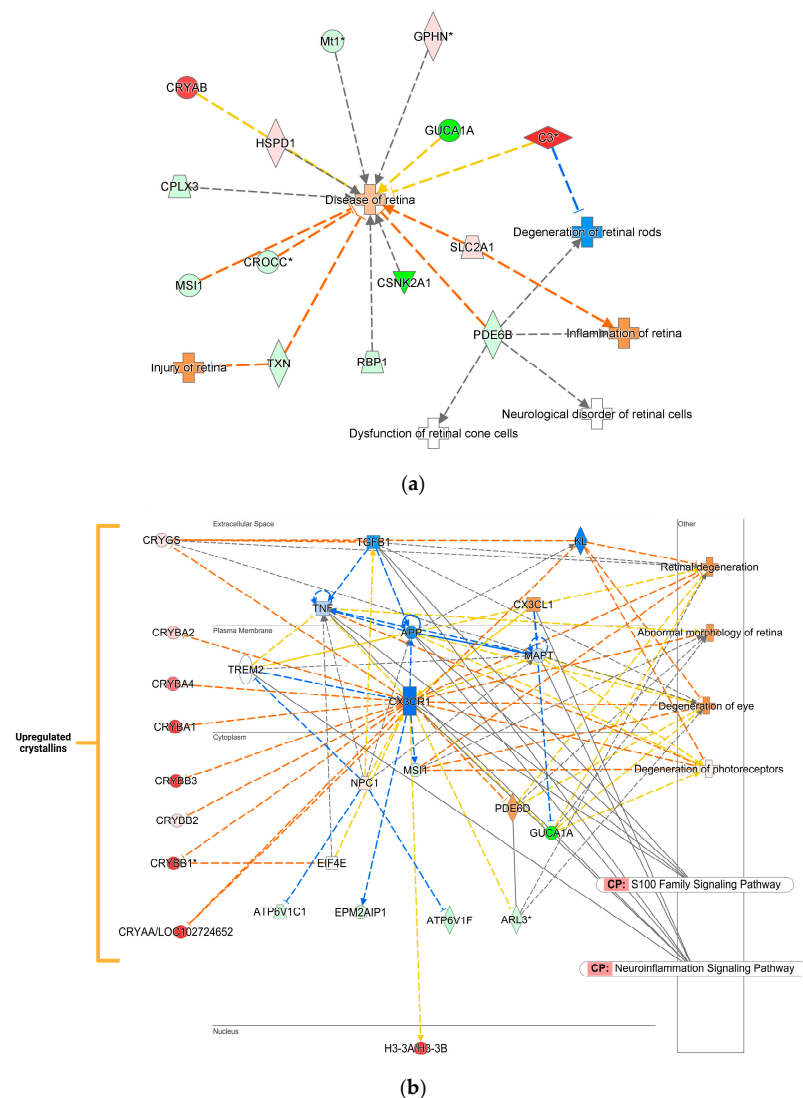 Mt1*
GPHN*
CRYAB
HSPD1
GUCA1A
C3*
CPLX3
Disease of retina
Degeneration of retinal rods
SLC2A1
CROCC*
MSI1
CSNK2A1
PDE6B
Inflamation of retina
Injury of retina
TXN
RBP1
Neurological disorder of retinal cells
Dysfunction of retinal cone cells
(a)
Extracellular Space
Other
CRYGS
TGFB1
KL
Retinal degeneration
TNF
CX3CL1
Plasma Membrane
CRYBA2
APP
Abnormal morphology of retina
MAPT
TREM2
CRYBA4
CX3CR1
Degeneration of eye
CRYBA1
Upregulated
crystallins
Cytoplasm
MSI1
Degeneration of photoreceptors
CRYBB3
NPC1
PDE6D
CRYDD2
GUCA1A
CRYBB1*
EIF4E
CP: S100 Family Signaling Pathway
ATP6V1C1
EPM2AIP1
ATP6V1F
ARL3*
CRYAA/LOC102724652
CP: Neuroinflammation Signaling Pathway
Nucleus
H3-3A/H3-3B
(b)